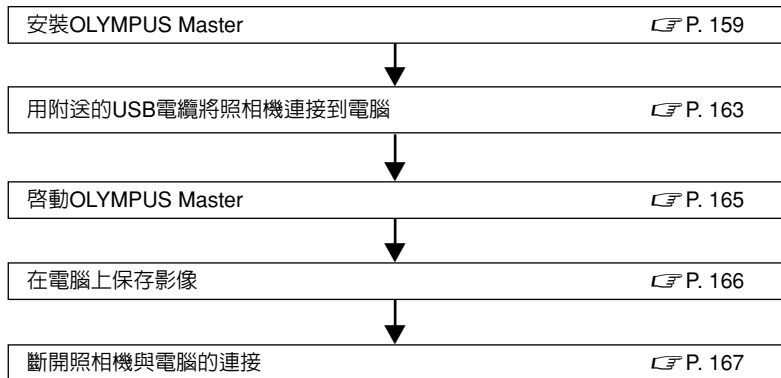 安裝OLYMPUS Master ☞P. 159
用附送的USB電纜將照相機連接到電腦 ☞P. 163
啓動OLYMPUS Master ☞P. 165
在電腦上保存影像 ☞P. 166
斷開照相機與電腦的連接 ☞P. 167